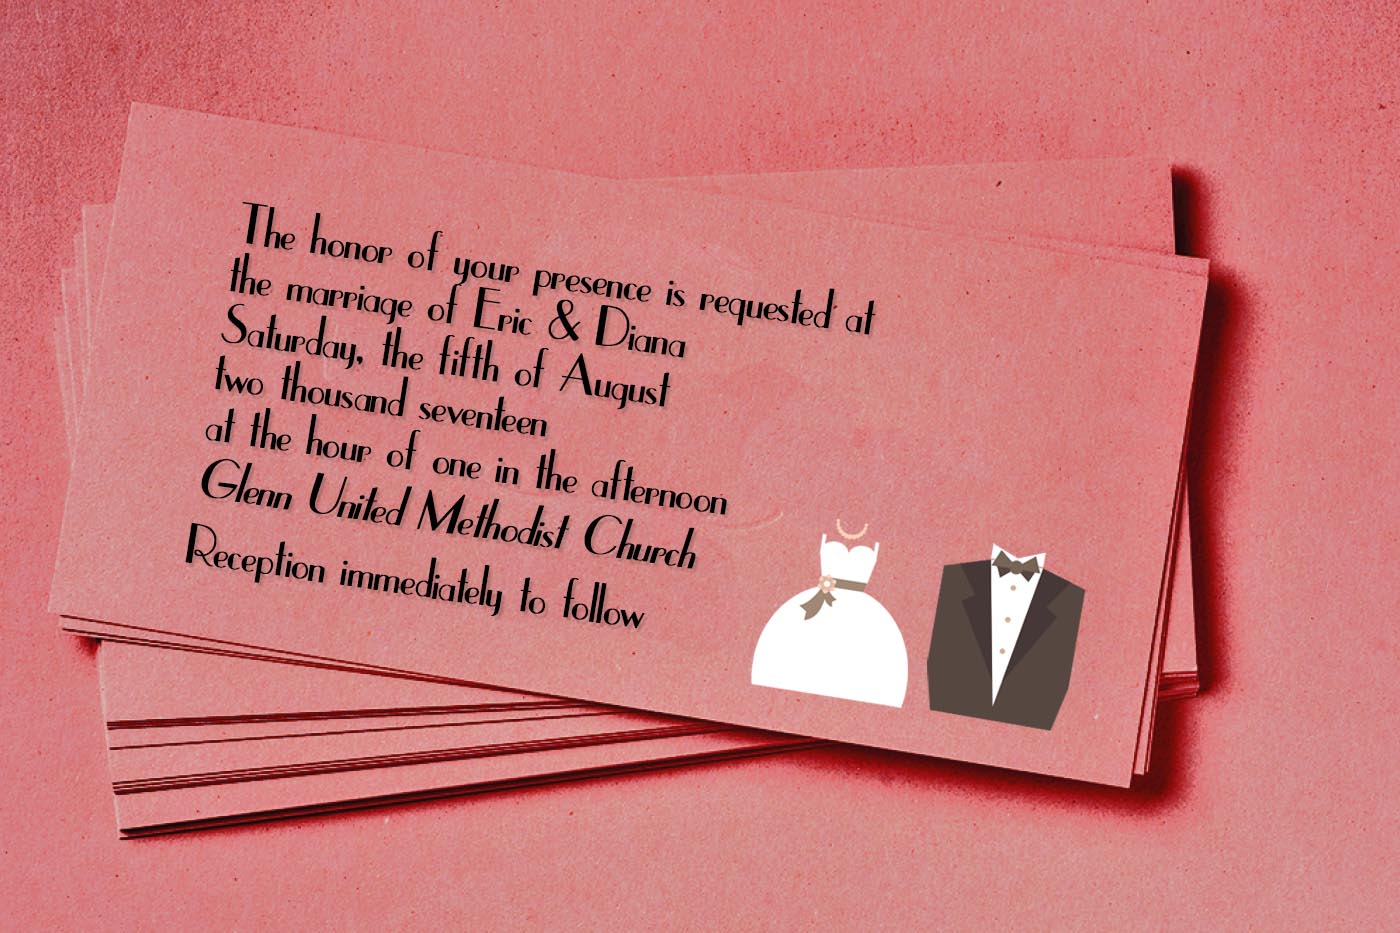 The honor of your presence is requested at
the marriage of Eric & Diana
Saturday, the fifth of August
two thousand seventeen
at the hour of one in the afternoon
Glenn United Methodist Church
Reception immediately to follow